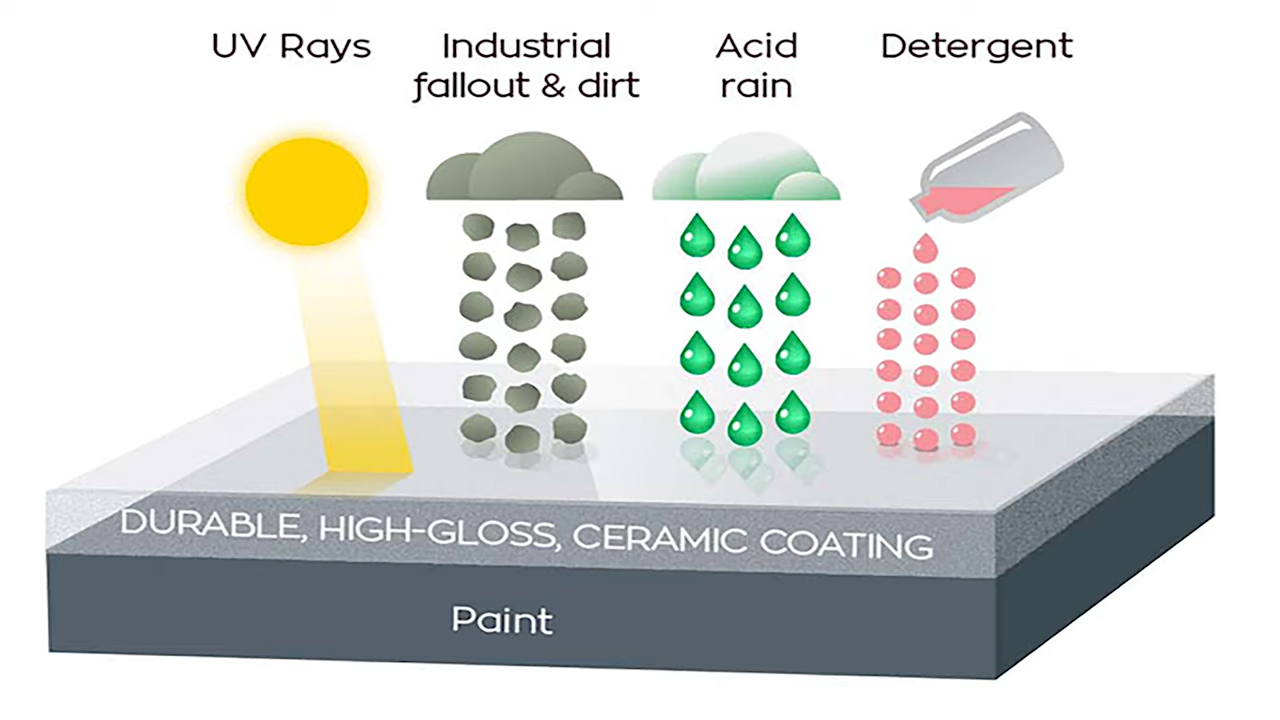 UV Rays
Industrial
fallout & dirt
Acid
rain
Detergent
DURABLE, HIGH-GLOSS, CERAMIC COATING
Paint